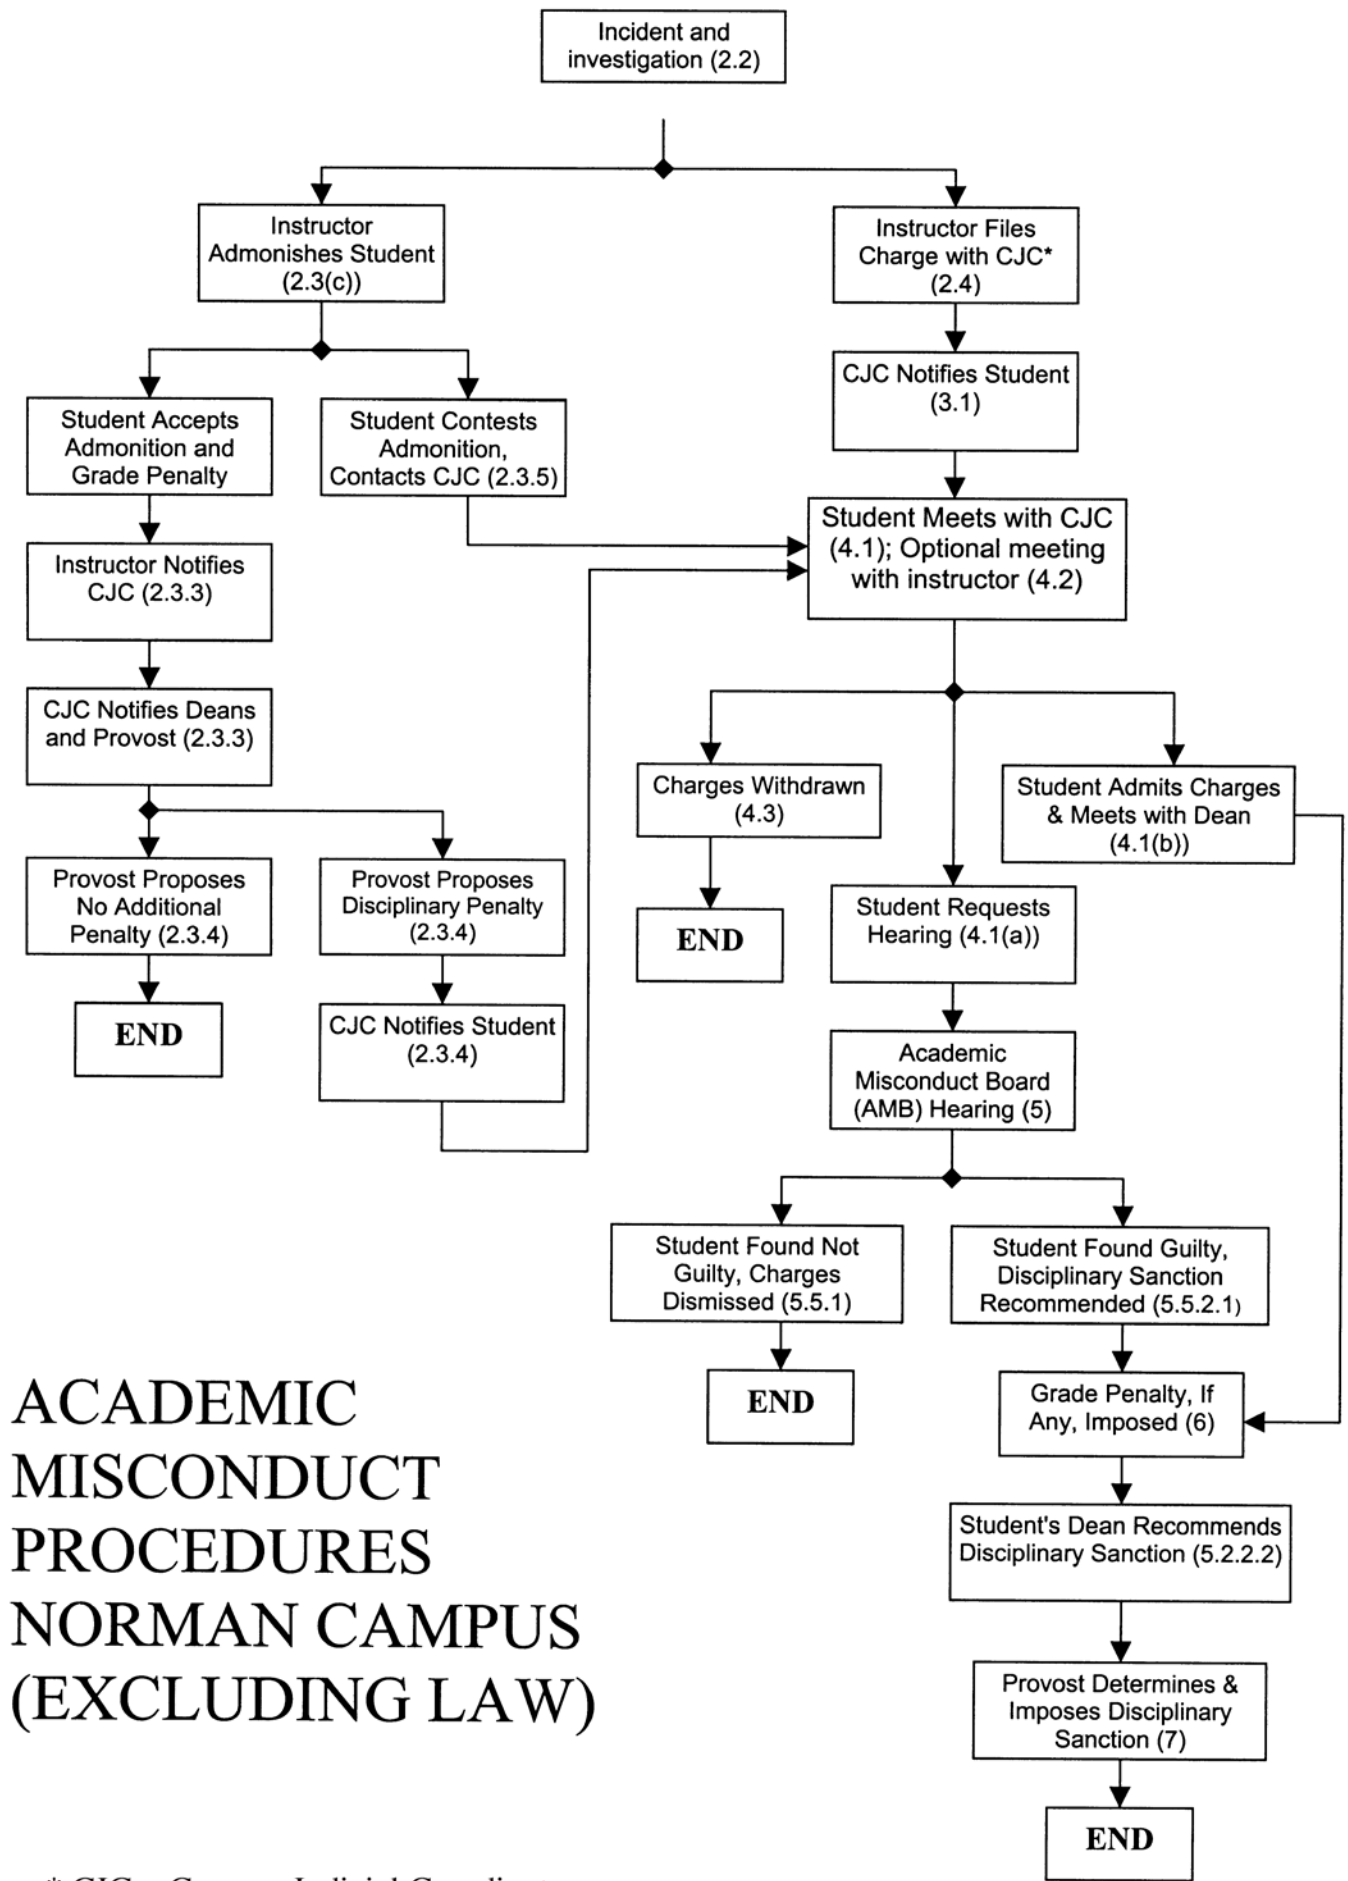 Incident and
investigation (2.2)
Instructor
Admonishes Student
(2.3(c))
Instructor Files
Charge with CJC*
(2.4)
CJC Notifies Student
(3.1)
Student Accepts
Admonition and
Grade Penalty
Student Contests
Admonition,
Contacts CJC (2.3.5)
Student Meets with CJC
(4.1); Optional meeting
with instructor (4.2)
Instructor Notifies
CJC (2.3.3)
CJC Notifies Deans
and Provost (2.3.3)
Charges Withdrawn
(4.3)
Student Admits Charges
& Meets with Dean
(4.1(b))
Provost Proposes
No Additional
Penalty (2.3.4)
Provost Proposes
Disciplinary Penalty
(2.3.4)
END
Student Requests
Hearing (4.1(a))
END
CJC Notifies Student
(2.3.4)
Academic
Misconduct Board
(AMB) Hearing (5)
Student Found Not
Guilty, Charges
Dismissed (5.5.1)
Student Found Guilty,
Disciplinary Sanction
Recommended (5.5.2.1)
END
Grade Penalty, If
Any, Imposed (6)
Student's Dean Recommends
Disciplinary Sanction (5.2.2.2)
Provost Determines &
Imposes Disciplinary
Sanction (7)
END
ACADEMIC
MISCONDUCT
PROCEDURES
NORMAN CAMPUS
(EXCLUDING LAW)